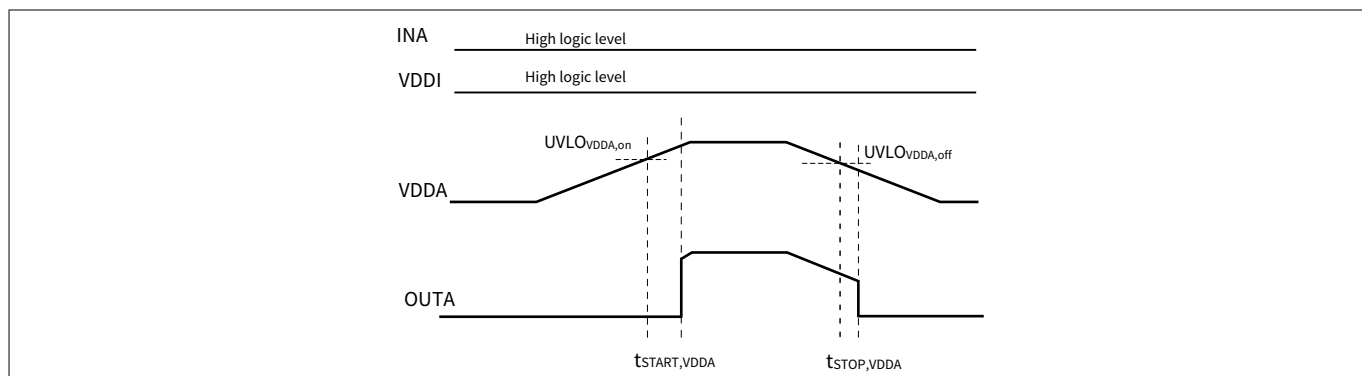 INA High logic level
VDDI High logic level
UVLOVDDA,on
UVLOVDDA,off
VDDA
OUTA
tSTART,VDDA
tSTOP,VDDA